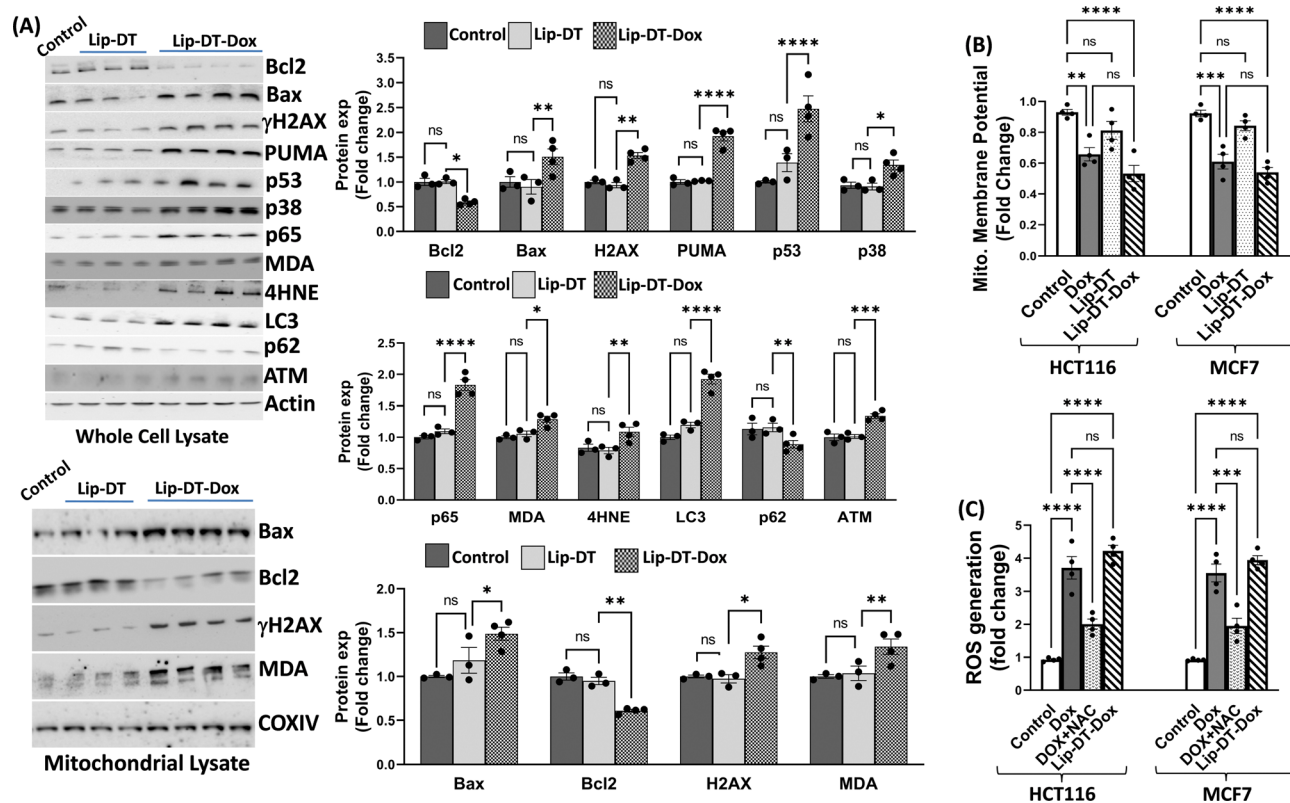 (A)
Control
Lip-DT
Lip-DT-Dox
Bcl2
Bax
γH2AX
PUMA
p53
p38
p65
MDA
4HNE
LC3
p62
ATM
Actin
Whole Cell Lysate
Control
Lip-DT
Lip-DT-Dox
Bax
Bcl2
γH2AX
MDA
COXIV
Mitochondrial Lysate
Control Lip-DT Lip-DT-Dox
Protein exp
(Fold change)
3.5
3.0
2.5
2.0
1.5
1.0
0.5
0.0
ns * ns ** ns ** **** ns **** *
Bcl2 Bax H2AX PUMA p53 p38
Control Lip-DT Lip-DT-Dox
Protein exp
(Fold change)
2.5
2.0
1.5
1.0
0.5
0.0
ns **** ns * ns ** ns **** ns ** ns ***
p65 MDA 4HNE LC3 p62 ATM
Control Lip-DT Lip-DT-Dox
Protein exp
(Fold change)
2.0
1.5
1.0
0.5
0.0
ns * ns ** ns * ns **
Bax Bcl2 H2AX MDA
(B)
Mito. Membrane Potential
(Fold Change)
1.0
0.8
0.6
0.4
0.2
0.0
**** ns ** ns
**** ns *** ns
Control Dox Lip-DT Lip-DT-Dox
Control Dox Lip-DT Lip-DT-Dox
HCT116 MCF7
(C)
ROS generation
(fold change)
6
5
4
2
1
0
**** ns **** ****
**** ns *** ****
Control Dox DOX+NAC Lip-DT-Dox
Control Dox DOX+NAC Lip-DT-Dox
HCT116 MCF7